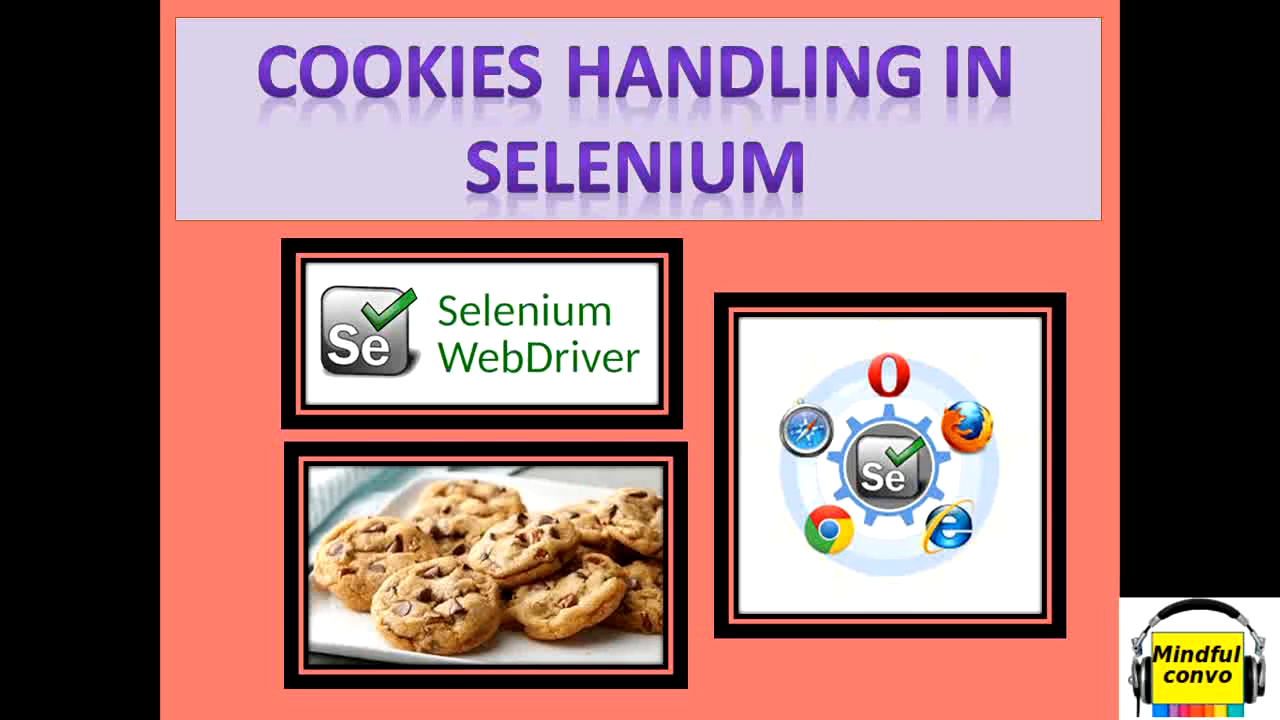 COOKIES HANDLING IN
SELENIUM
Se
Selenium
WebDriver
O
Se
Mindful
convo